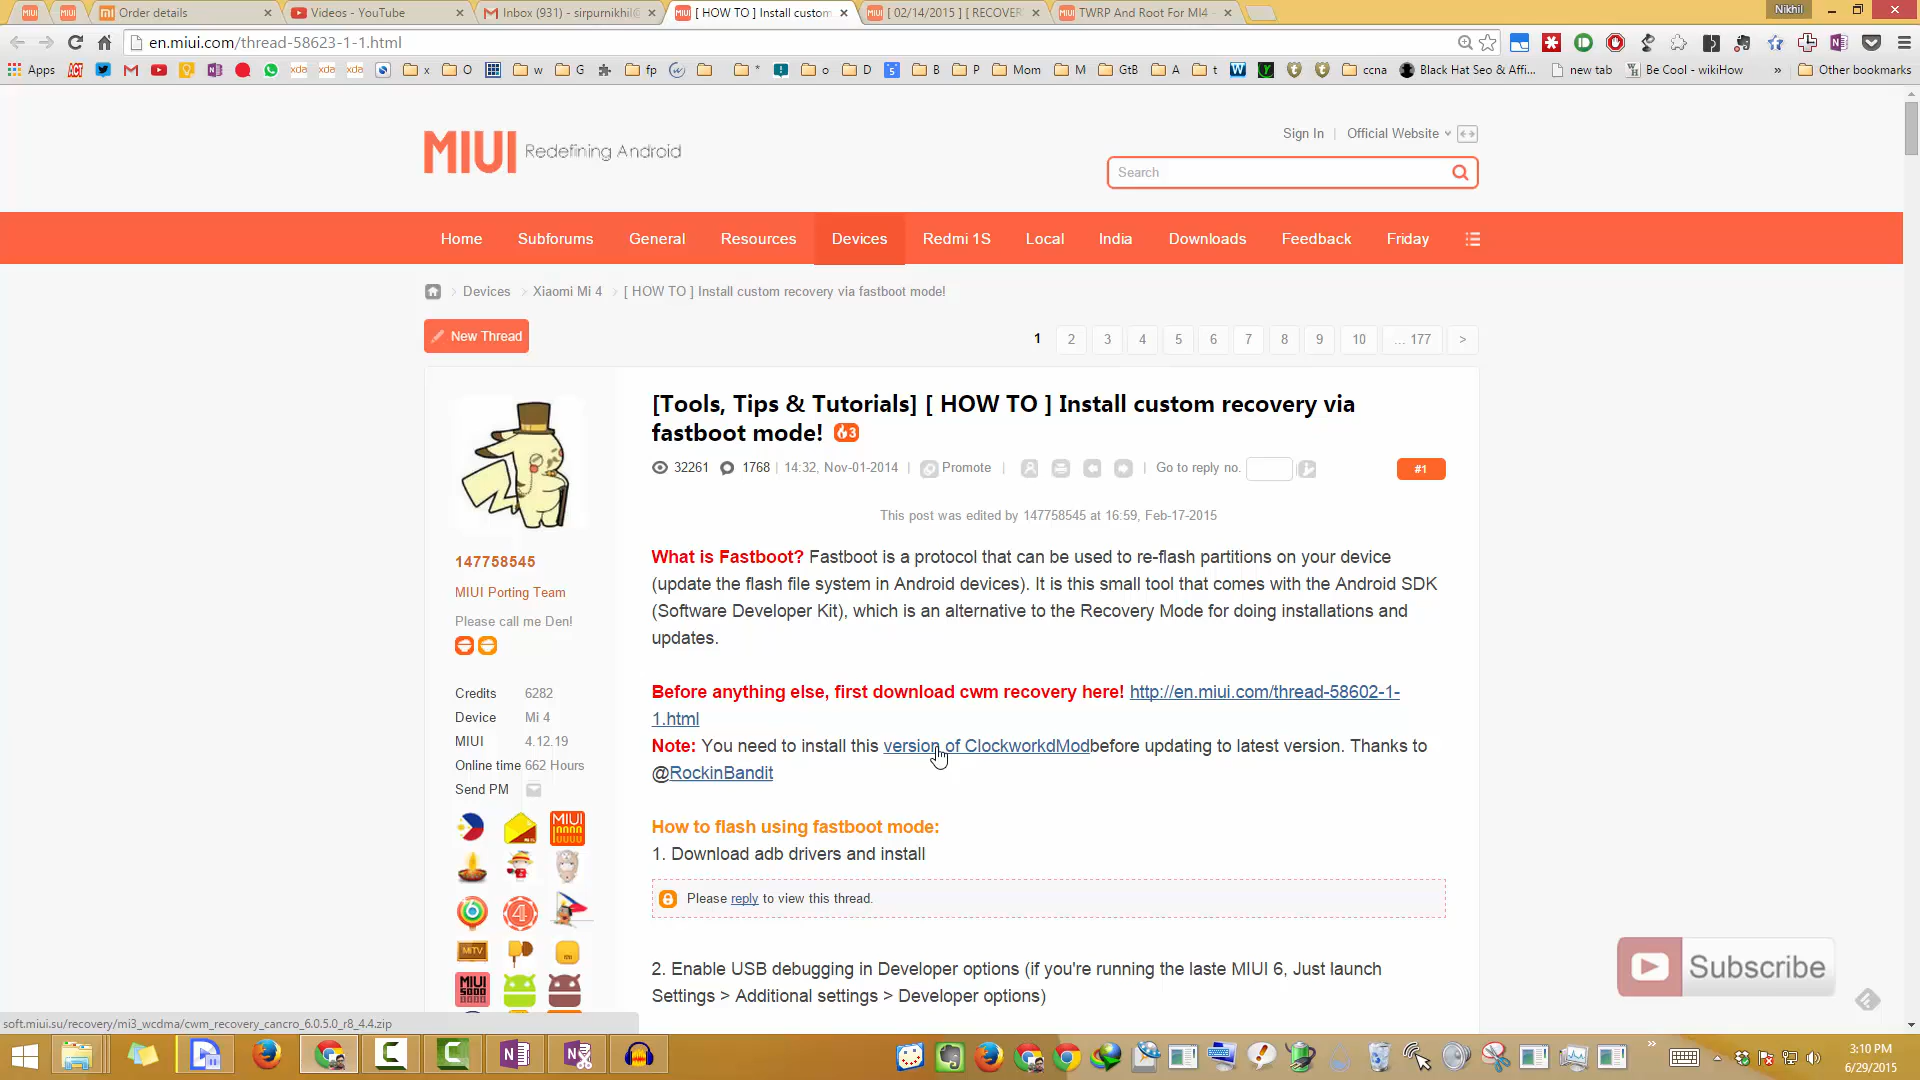 Order details
Videos - YouTube
Inbox (931) - sirpurnikhil@
[ HOW TO ] Install custom
[ 02/14/2015 ] [ RECOVER
TWRP And Root For MI4 -
Nikhil
en.miui.com/thread-58623-1-1.html
Apps x O w G fp * o D B P Mom M GtB A t ccna Black Hat Seo & Affi... new tab Be Cool - wikiHow » Other bookmarks
MIUI Redefining Android
Sign In | Official Website
Search
Home Subforums General Resources Devices Redmi 1S Local India Downloads Feedback Friday
Devices Xiaomi Mi 4 [ HOW TO ] Install custom recovery via fastboot mode!
New Thread
1 2 3 4 5 6 7 8 9 10 ... 177 >
[Tools, Tips & Tutorials] [ HOW TO ] Install custom recovery via
fastboot mode! 3
32261 1768 | 14:32, Nov-01-2014 | Promote | | Go to reply no.
#1
This post was edited by 147758545 at 16:59, Feb-17-2015
147758545
MIUI Porting Team
Please call me Den!
Credits 6282
Device Mi 4
MIUI 4.12.19
Online time 662 Hours
Send PM
What is Fastboot? Fastboot is a protocol that can be used to re-flash partitions on your device
(update the flash file system in Android devices). It is this small tool that comes with the Android SDK
(Software Developer Kit), which is an alternative to the Recovery Mode for doing installations and
updates.
Before anything else, first download cwm recovery here! http://en.miui.com/thread-58602-1-
1.html
Note: You need to install this version of ClockworkdModbefore updating to latest version. Thanks to
@RockinBandit
How to flash using fastboot mode:
1. Download adb drivers and install
Please reply to view this thread.
2. Enable USB debugging in Developer options (if you're running the laste MIUI 6, Just launch
Settings > Additional settings > Developer options)
Subscribe
soft.miui.su/recovery/mi3_wcdma/cwm_recovery_cancro_6.0.5.0_r8_4.4.zip
3:10 PM
6/29/2015